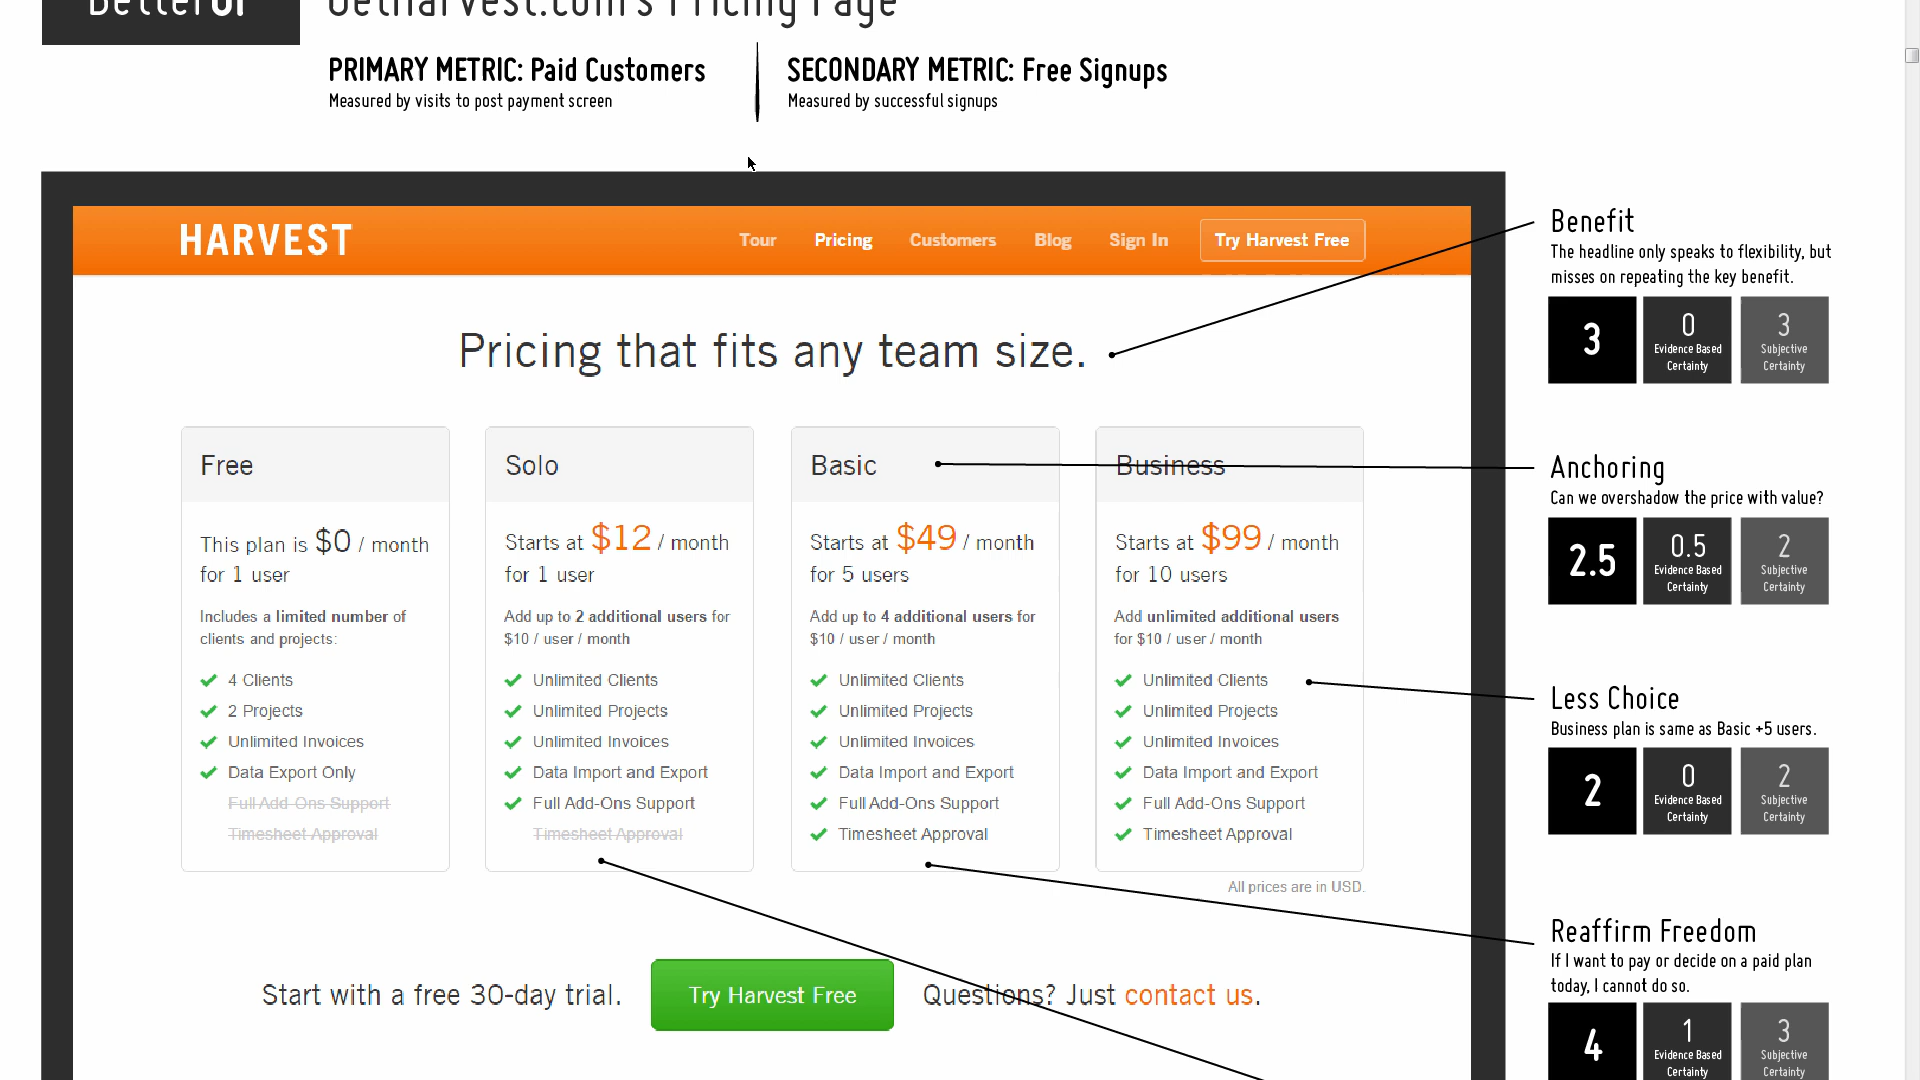 BetterUI
Getharvest.com's Pricing Page
PRIMARY METRIC: Paid Customers
Measured by visits to post payment screen
SECONDARY METRIC: Free Signups
Measured by successful signups
HARVEST
Tour
Pricing
Customers
Blog
Sign In
Try Harvest Free
Pricing that fits any team size.
Free
This plan is $0 / month
for 1 user
Includes a limited number of
clients and projects:
4 Clients
2 Projects
Unlimited Invoices
Data Export Only
Full Add-Ons Support
Timesheet Approval
Solo
Starts at $12 / month
for 1 user
Add up to 2 additional users for
$10 / user / month
Unlimited Clients
Unlimited Projects
Unlimited Invoices
Data Import and Export
Full Add-Ons Support
Timesheet Approval
Basic
Starts at $49 / month
for 5 users
Add up to 4 additional users for
$10 / user / month
Unlimited Clients
Unlimited Projects
Unlimited Invoices
Data Import and Export
Full Add-Ons Support
Timesheet Approval
Business
Starts at $99 / month
for 10 users
Add unlimited additional users
for $10 / user / month
Unlimited Clients
Unlimited Projects
Unlimited Invoices
Data Import and Export
Full Add-Ons Support
Timesheet Approval
All prices are in USD.
Start with a free 30-day trial.
Try Harvest Free
Questions? Just contact us.
Benefit
The headline only speaks to flexibility, but
misses on repeating the key benefit.
3
0
Evidence Based
Certainty
3
Subjective
Certainty
Anchoring
Can we overshadow the price with value?
2.5
0.5
Evidence Based
Certainty
2
Subjective
Certainty
Less Choice
Business plan is same as Basic +5 users.
2
0
Evidence Based
Certainty
2
Subjective
Certainty
Reaffirm Freedom
If I want to pay or decide on a paid plan
today, I cannot do so.
4
1
Evidence Based
Certainty
3
Subjective
Certainty